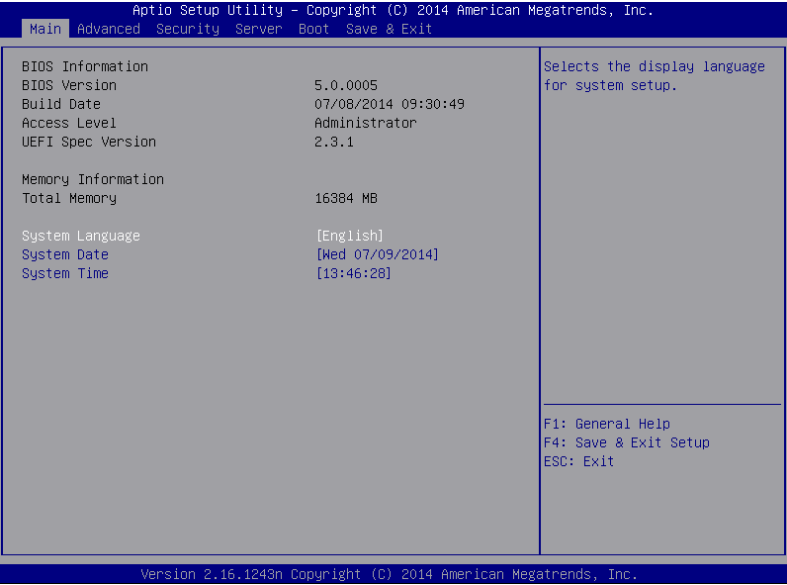 Aptio Setup Utility – Copyright (C) 2014 American Megatrends, Inc.
Main Advanced Security Server Boot Save & Exit
BIOS Information
BIOS Version 5.0.0005
Build Date 07/08/2014 09:30:49
Access Level Administrator
UEFI Spec Version 2.3.1
Memory Information
Total Memory 16384 MB
System Language [English]
System Date [Wed 07/09/2014]
System Time [13:46:28]
Selects the display language
for system setup.
F1: General Help
F4: Save & Exit Setup
ESC: Exit
Version 2.16.1243n Copyright (C) 2014 American Megatrends, Inc.